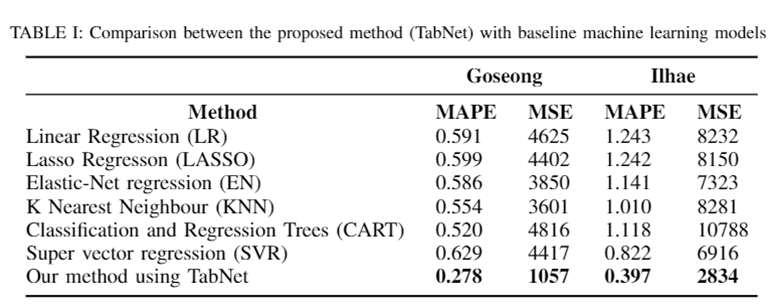 TABLE I: Comparison between the proposed method (TabNet) with baseline machine learning models
Goseong Ilhae
Method MAPE MSE MAPE MSE
Linear Regression (LR) 0.591 4625 1.243 8232
Lasso Regresson (LASSO) 0.599 4402 1.242 8150
Elastic-Net regression (EN) 0.586 3850 1.141 7323
K Nearest Neighbour (KNN) 0.554 3601 1.010 8281
Classification and Regression Trees (CART) 0.520 4816 1.118 10788
Super vector regression (SVR) 0.629 4417 0.822 6916
Our method using TabNet 0.278 1057 0.397 2834